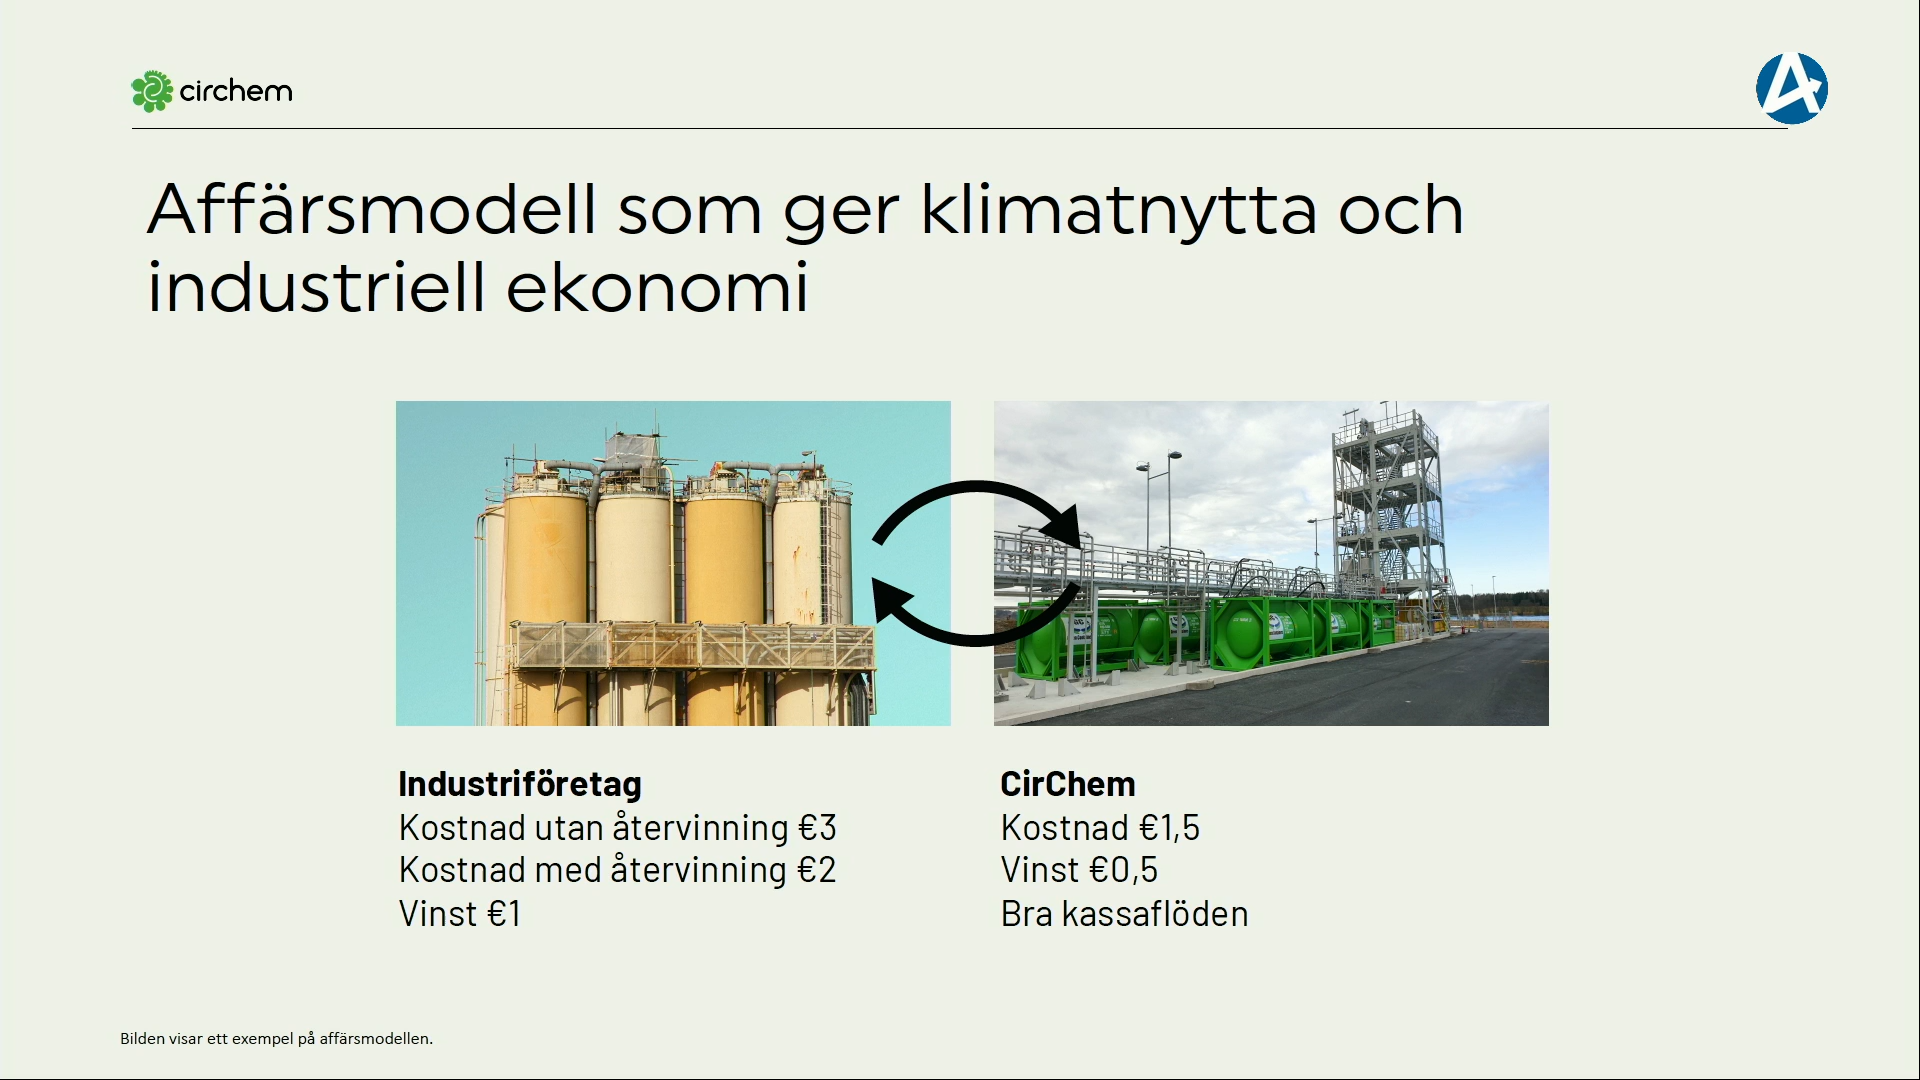 circhem
Affärsmodell som ger klimatnytta och
industriell ekonomi
Industriföretag
Kostnad utan återvinning €3
Kostnad med återvinning €2
Vinst €1
CirChem
Kostnad €1,5
Vinst €0,5
Bra kassaflöden
Bilden visar ett exempel på affärsmodellen.